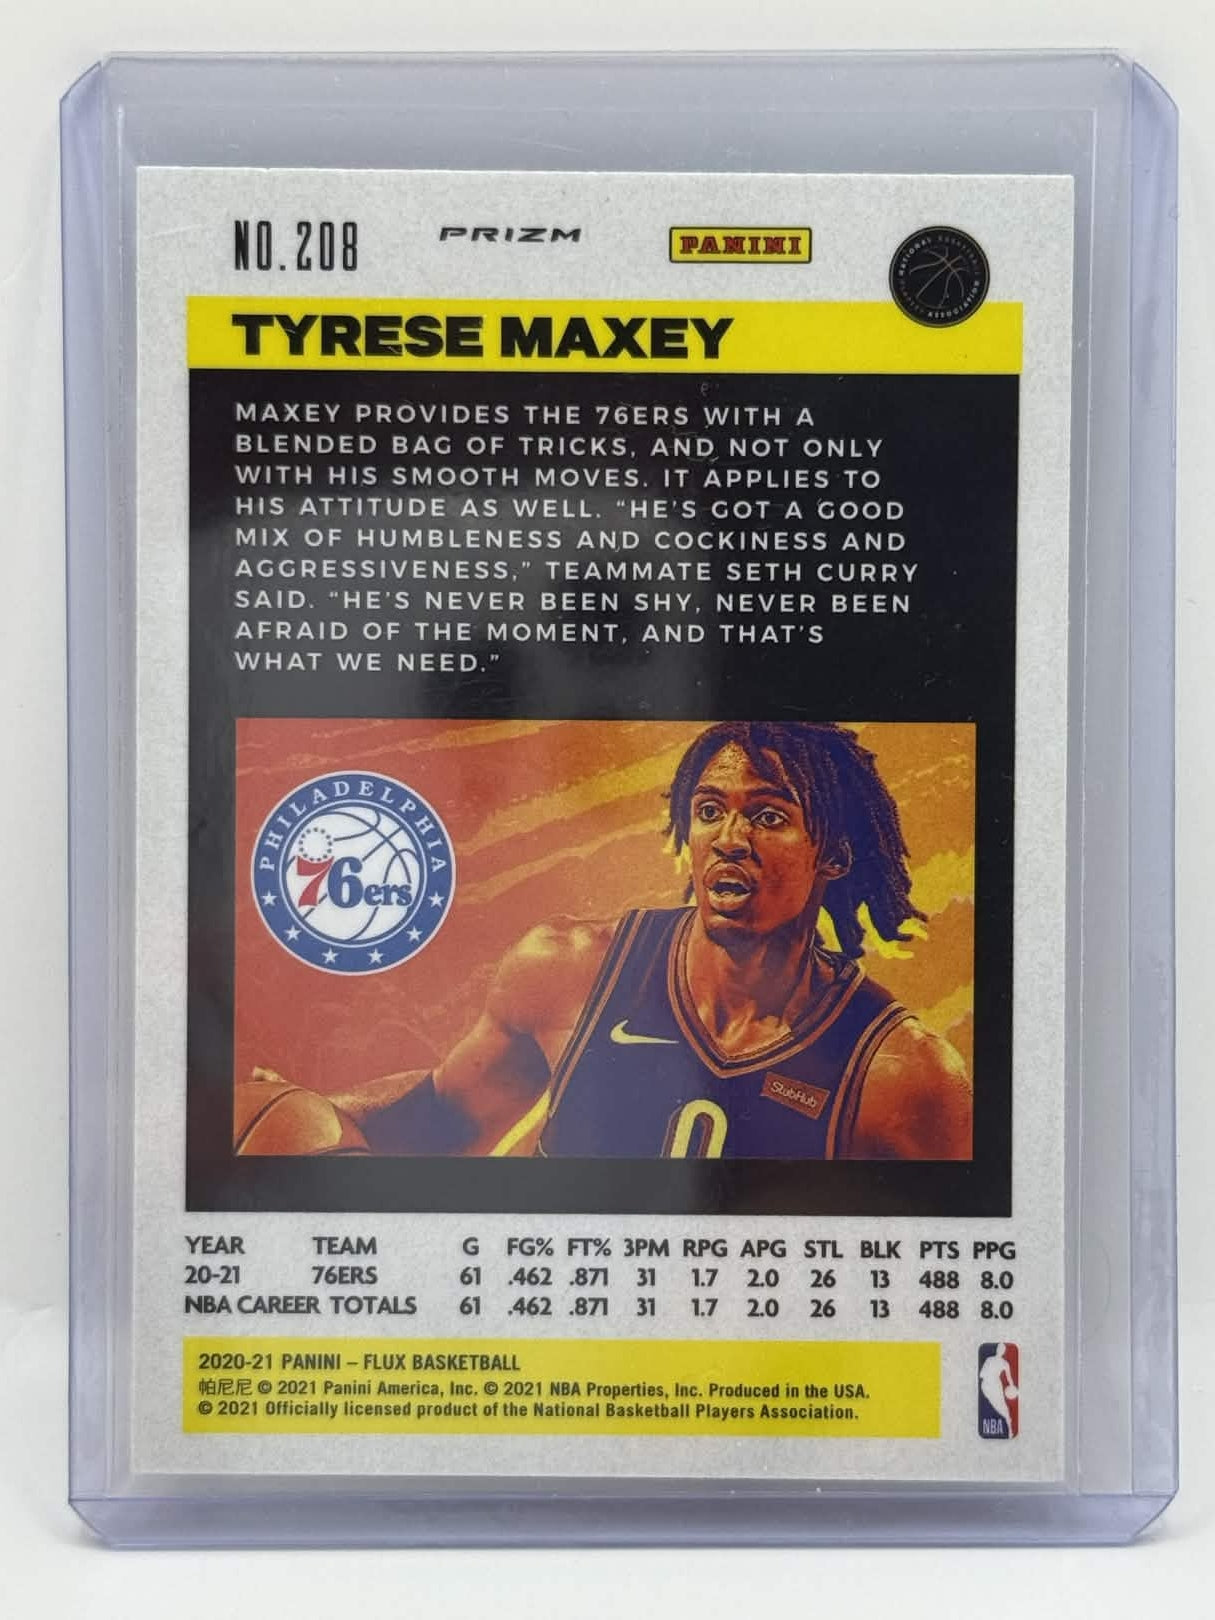 NO.208 PRIZM PANINI
NATIONAL BASKETBALL PLAYERS ASSOCIATION
TYRESE MAXEY
MAXEY PROVIDES THE 76ERS WITH A
BLENDED BAG OF TRICKS, AND NOT ONLY
WITH HIS SMOOTH MOVES. IT APPLIES TO
HIS ATTITUDE AS WELL. “HE’S GOT A GOOD
MIX OF HUMBLENESS AND COCKINESS AND
AGGRESSIVENESS,” TEAMMATE SETH CURRY
SAID. “HE’S NEVER BEEN SHY, NEVER BEEN
AFRAID OF THE MOMENT, AND THAT’S
WHAT WE NEED.”
PHILADELPHIA
76ers
StubHub
0
YEAR TEAM G FG% FT% 3PM RPG APG STL BLK PTS PPG
20-21 76ERS 61 .462 .871 31 1.7 2.0 26 13 488 8.0
NBA CAREER TOTALS 61 .462 .871 31 1.7 2.0 26 13 488 8.0
2020-21 PANINI – FLUX BASKETBALL
帕尼尼 © 2021 Panini America, Inc. © 2021 NBA Properties, Inc. Produced in the USA.
© 2021 Officially licensed product of the National Basketball Players Association.
NBA